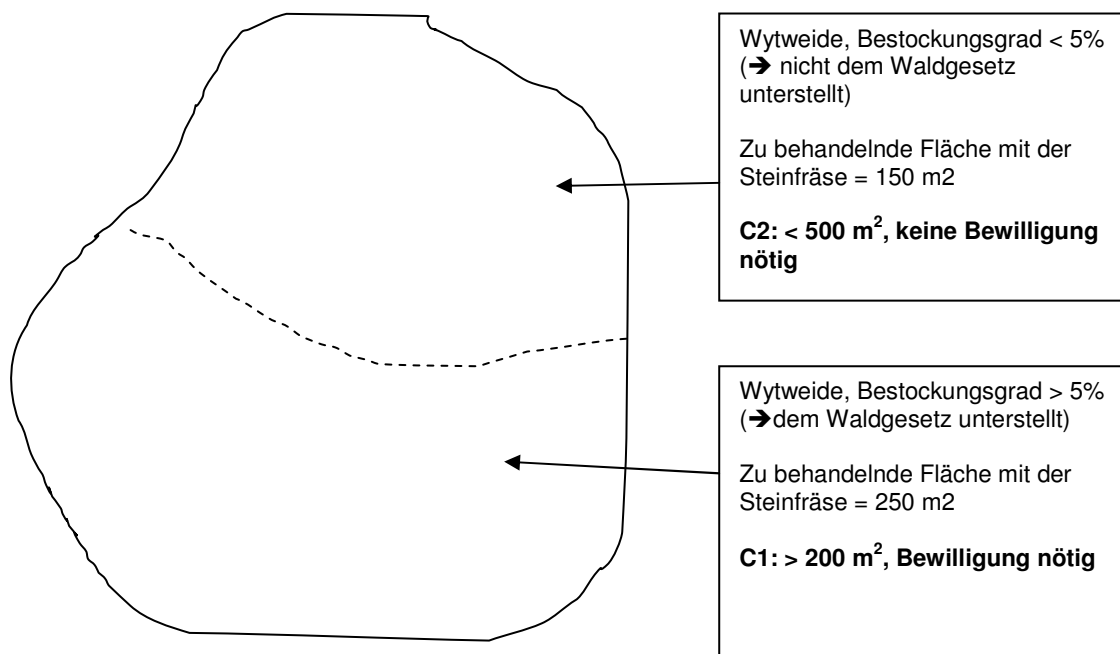 Wytweide, Bestockungsgrad < 5%
(➔ nicht dem Waldgesetz
unterstellt)
Zu behandelnde Fläche mit der
Steinfräse = 150 m2
C2: < 500 m², keine Bewilligung
nötig
Wytweide, Bestockungsgrad > 5%
(➔dem Waldgesetz unterstellt)
Zu behandelnde Fläche mit der
Steinfräse = 250 m2
C1: > 200 m², Bewilligung nötig